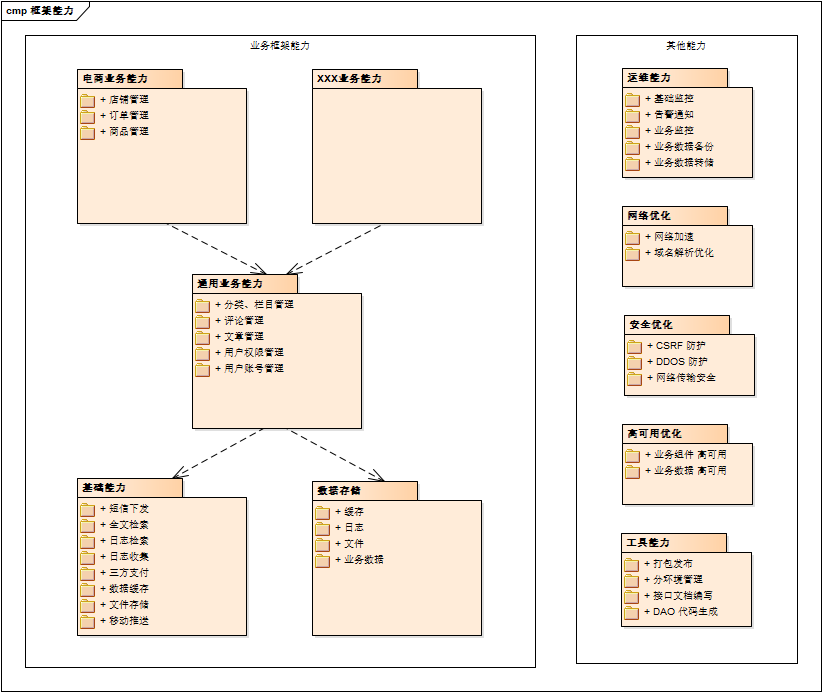 cmp 框架能力
业务框架能力
电商业务能力
+ 店铺管理
+ 订单管理
+ 商品管理
XXX业务能力
通用业务能力
+ 分类、栏目管理
+ 评论管理
+ 文章管理
+ 用户权限管理
+ 用户账号管理
基础能力
+ 短信下发
+ 全文检索
+ 日志检索
+ 日志收集
+ 三方支付
+ 数据缓存
+ 文件存储
+ 移动推送
数据存储
+ 缓存
+ 日志
+ 文件
+ 业务数据
其他能力
运维能力
+ 基础监控
+ 告警通知
+ 业务监控
+ 业务数据备份
+ 业务数据转储
网络优化
+ 网络加速
+ 域名解析优化
安全优化
+ CSRF 防护
+ DDOS 防护
+ 网络传输安全
高可用优化
+ 业务组件 高可用
+ 业务数据 高可用
工具能力
+ 打包发布
+ 分环境管理
+ 接口文档编写
+ DAO 代码生成